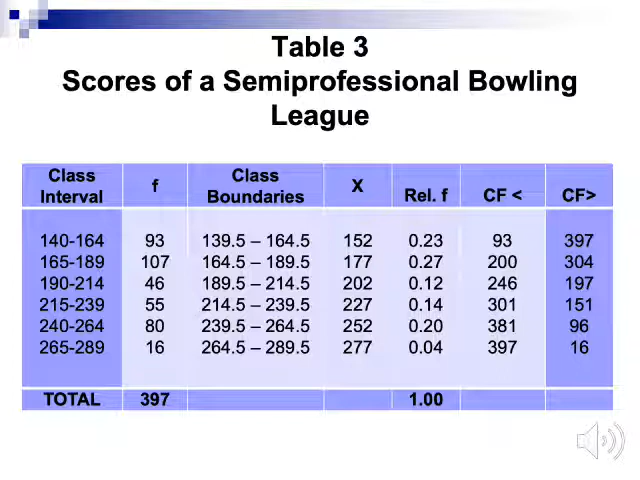 Table 3
Scores of a Semiprofessional Bowling
League
Class Interval f Class Boundaries X Rel. f CF < CF>
140-164 93 139.5 – 164.5 152 0.23 93 397
165-189 107 164.5 – 189.5 177 0.27 200 304
190-214 46 189.5 – 214.5 202 0.12 246 197
215-239 55 214.5 – 239.5 227 0.14 301 151
240-264 80 239.5 – 264.5 252 0.20 381 96
265-289 16 264.5 – 289.5 277 0.04 397 16
TOTAL 397 1.00